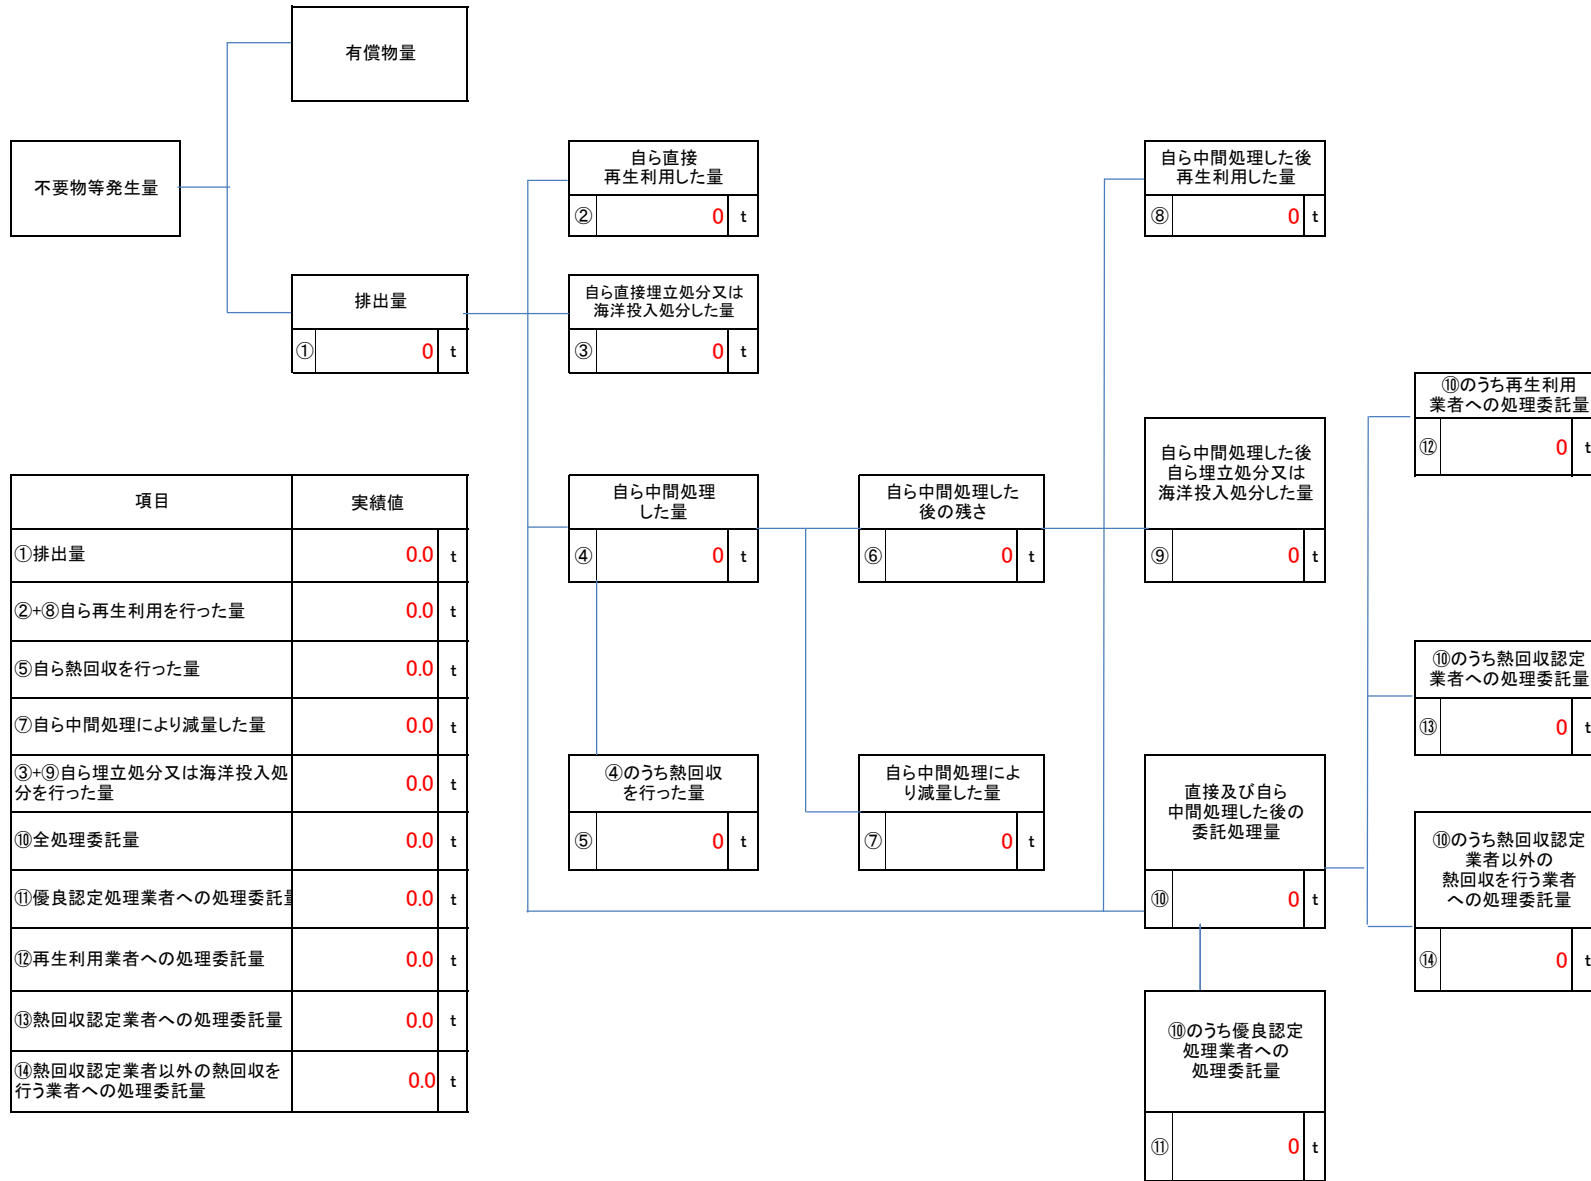 有償物量
不要物等発生量
排出量
① 0 t
自ら直接
再生利用した量
② 0 t
自ら直接埋立処分又は
海洋投入処分した量
③ 0 t
自ら中間処理
した量
④ 0 t
④のうち熱回収
を行った量
⑤ 0 t
自ら中間処理した
後の残さ
⑥ 0 t
自ら中間処理によ
り減量した量
⑦ 0 t
自ら中間処理した後
再生利用した量
⑧ 0 t
自ら中間処理した後
自ら埋立処分又は
海洋投入処分した量
⑨ 0 t
直接及び自ら
中間処理した後の
委託処理量
⑩ 0 t
⑩のうち優良認定
処理業者への
処理委託量
⑪ 0 t
⑩のうち再生利用
業者への処理委託量
⑫ 0 t
⑩のうち熱回収認定
業者への処理委託量
⑬ 0 t
⑩のうち熱回収認定
業者以外の
熱回収を行う業者
への処理委託量
⑭ 0 t
項目 実績値
①排出量 0.0 t
②+⑧自ら再生利用を行った量 0.0 t
⑤自ら熱回収を行った量 0.0 t
⑦自ら中間処理により減量した量 0.0 t
③+⑨自ら埋立処分又は海洋投入処
分を行った量 0.0 t
⑩全処理委託量 0.0 t
⑪優良認定処理業者への処理委託量 0.0 t
⑫再生利用業者への処理委託量 0.0 t
⑬熱回収認定業者への処理委託量 0.0 t
⑭熱回収認定業者以外の熱回収を
行う業者への処理委託量 0.0 t